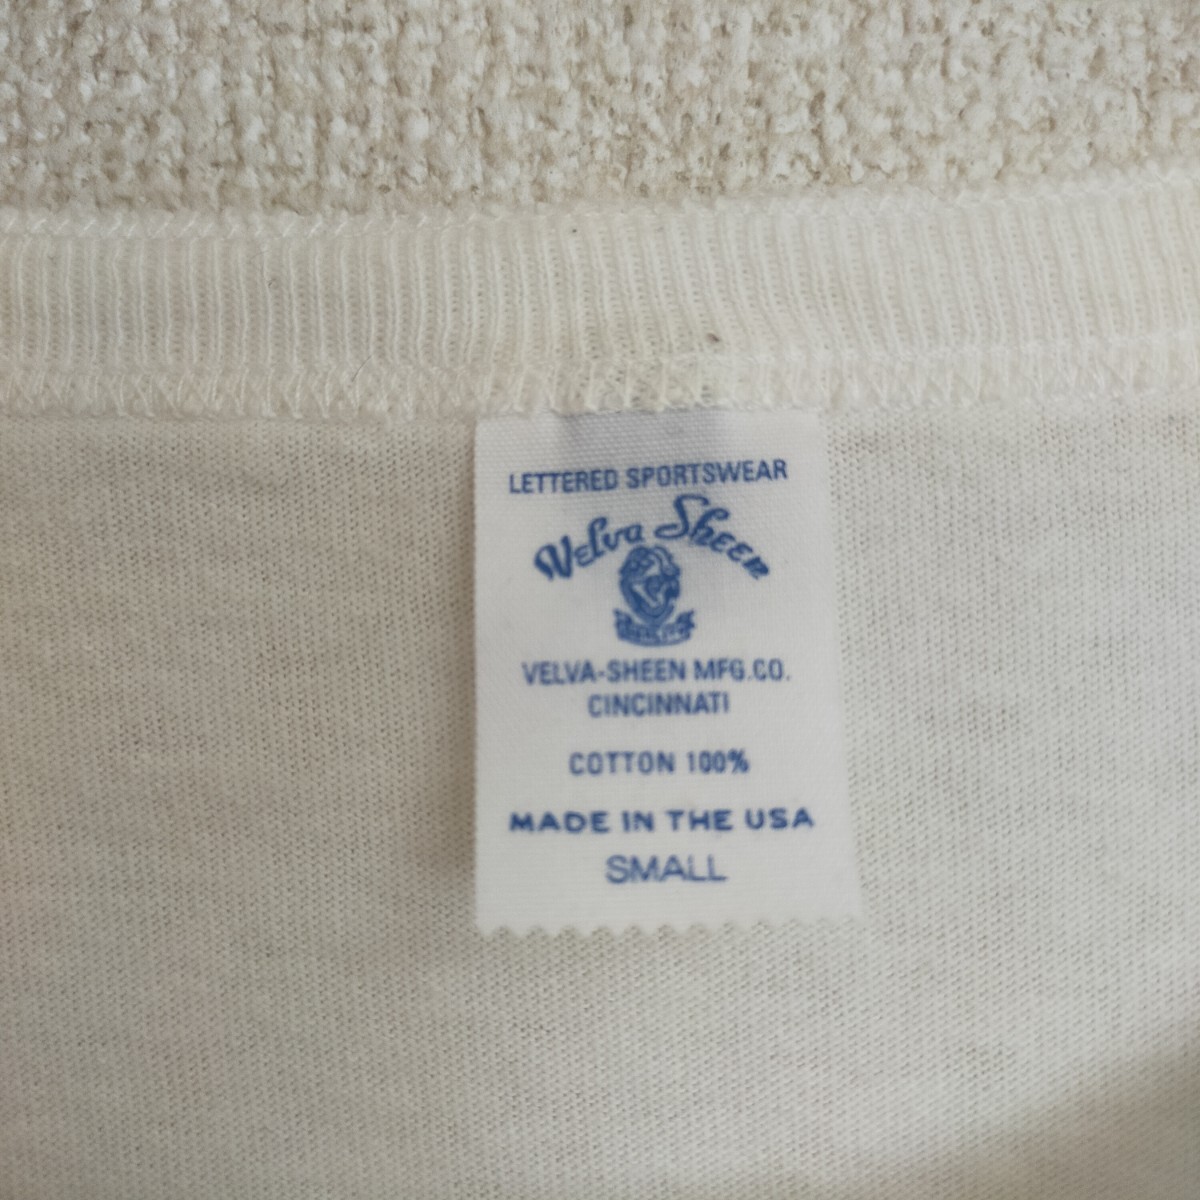 LETTERED SPORTSWEAR
Velva Sheen
VELVA-SHEEN MFG.CO.
CINCINNATI
COTTON 100%
MADE IN THE USA
SMALL